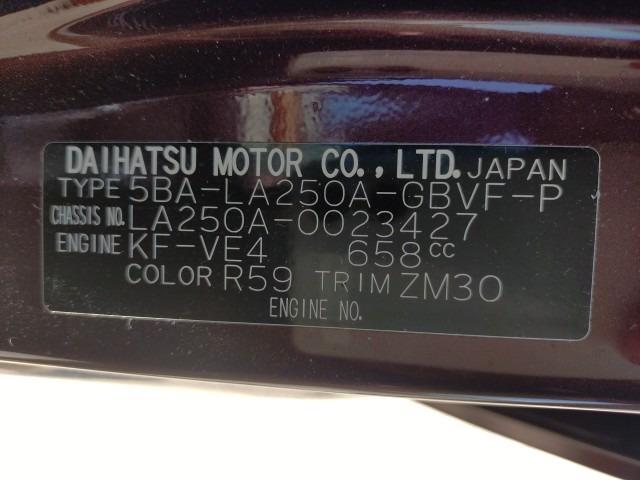 DAIHATSU MOTOR CO., LTD. JAPAN
TYPE 5BA-LA250A-GBVF-P
CHASSIS NO. LA250A-0023427
ENGINE KF-VE4 658cc
COLOR R59 TRIM ZM30
ENGINE NO.